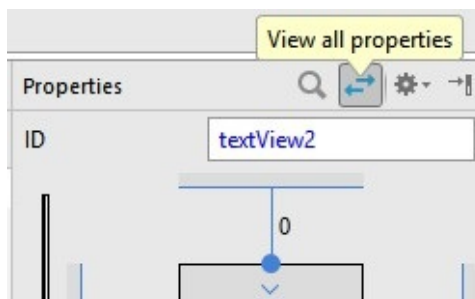 View all properties
Properties
ID
textView2
0